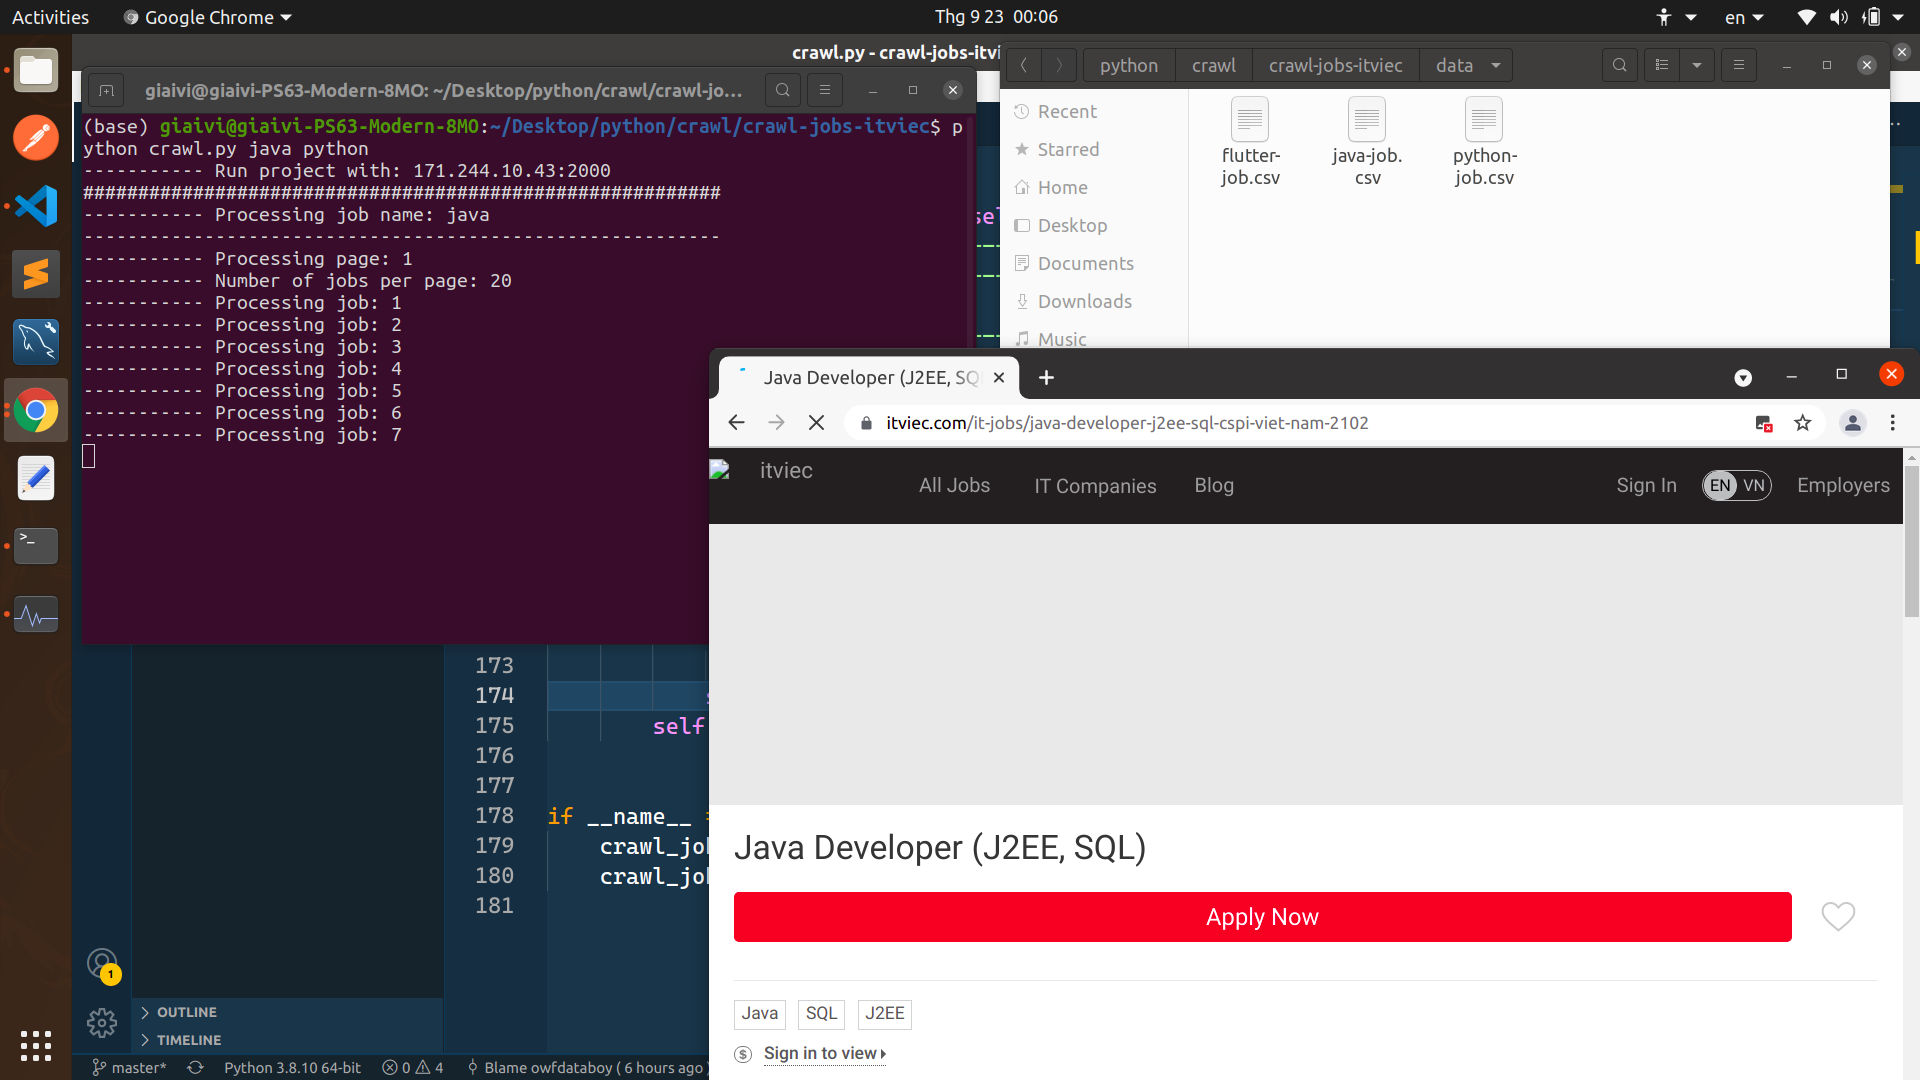 Activities
Google Chrome
Thg 9 23 00:06
en
crawl.py - crawl-jobs-itvi
giaivi@giaivi-PS63-Modern-8MO: ~/Desktop/python/crawl/crawl-jo...
(base) giaivi@giaivi-PS63-Modern-8MO:~/Desktop/python/crawl/crawl-jobs-itviec$ p
ython crawl.py java python
----------- Run project with: 171.244.10.43:2000
##########################################################
----------- Processing job name: java
----------------------------------------------------------
----------- Processing page: 1
----------- Number of jobs per page: 20
----------- Processing job: 1
----------- Processing job: 2
----------- Processing job: 3
----------- Processing job: 4
----------- Processing job: 5
----------- Processing job: 6
----------- Processing job: 7
python
crawl
crawl-jobs-itviec
data
Recent
Starred
Home
Desktop
Documents
Downloads
Music
flutter-
job.csv
java-job.
csv
python-
job.csv
Java Developer (J2EE, SQ
itviec.com/it-jobs/java-developer-j2ee-sql-cspi-viet-nam-2102
itviec
All Jobs
IT Companies
Blog
Sign In
EN VN
Employers
Java Developer (J2EE, SQL)
Apply Now
Java
SQL
J2EE
Sign in to view
173
174
175 self
176
177
178 if __name__
179 crawl_jo
180 crawl_jo
181
1
OUTLINE
TIMELINE
master*
Python 3.8.10 64-bit
0
4
Blame owfdataboy ( 6 hours ago